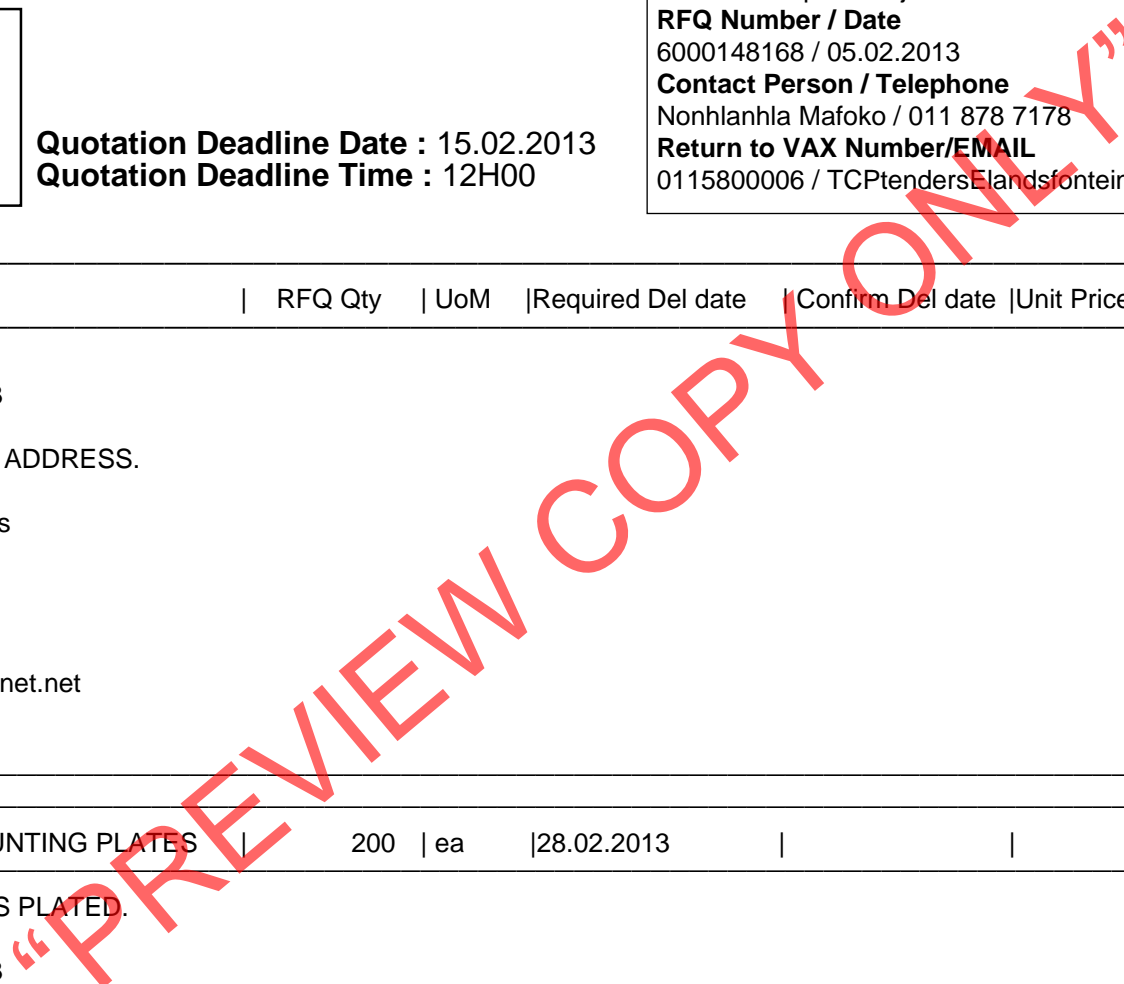 RFQ Number / Date
6000148168 / 05.02.2013
Contact Person / Telephone
Nonhlanhla Mafoko / 011 878 7178
Quotation Deadline Date : 15.02.2013
Return to VAX Number/EMAIL
Quotation Deadline Time : 12H00
0115800006 / TCPtendersElandsfontein
| RFQ Qty | UoM |Required Del date | Confirm Del date |Unit Price
ADDRESS.
net.net
UNTING PLATES | 200 | ea |28.02.2013 | |
S PLATED.
“PREVIEW COPY ONLY”